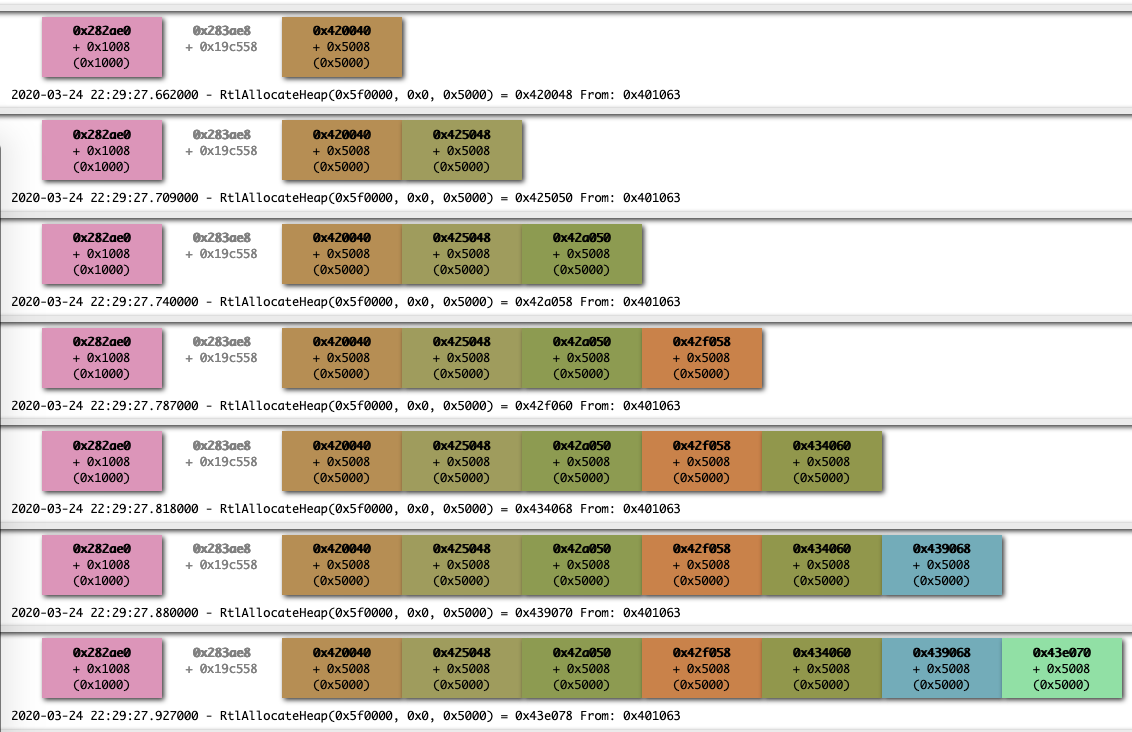 0x282ae0 0x283ae8 0x420040
+ 0x1008 + 0x19c558 + 0x5008
(0x1000) (0x5000)
2020-03-24 22:29:27.662000 - RtlAllocateHeap(0x5f0000, 0x0, 0x5000) = 0x420048 From: 0x401063
0x282ae0 0x283ae8 0x420040 0x425048
+ 0x1008 + 0x19c558 + 0x5008 + 0x5008
(0x1000) (0x5000) (0x5000)
2020-03-24 22:29:27.709000 - RtlAllocateHeap(0x5f0000, 0x0, 0x5000) = 0x425050 From: 0x401063
0x282ae0 0x283ae8 0x420040 0x425048 0x42a050
+ 0x1008 + 0x19c558 + 0x5008 + 0x5008 + 0x5008
(0x1000) (0x5000) (0x5000) (0x5000)
2020-03-24 22:29:27.740000 - RtlAllocateHeap(0x5f0000, 0x0, 0x5000) = 0x42a058 From: 0x401063
0x282ae0 0x283ae8 0x420040 0x425048 0x42a050 0x42f058
+ 0x1008 + 0x19c558 + 0x5008 + 0x5008 + 0x5008 + 0x5008
(0x1000) (0x5000) (0x5000) (0x5000) (0x5000)
2020-03-24 22:29:27.787000 - RtlAllocateHeap(0x5f0000, 0x0, 0x5000) = 0x42f060 From: 0x401063
0x282ae0 0x283ae8 0x420040 0x425048 0x42a050 0x42f058 0x434060
+ 0x1008 + 0x19c558 + 0x5008 + 0x5008 + 0x5008 + 0x5008 + 0x5008
(0x1000) (0x5000) (0x5000) (0x5000) (0x5000) (0x5000)
2020-03-24 22:29:27.818000 - RtlAllocateHeap(0x5f0000, 0x0, 0x5000) = 0x434068 From: 0x401063
0x282ae0 0x283ae8 0x420040 0x425048 0x42a050 0x42f058 0x434060 0x439068
+ 0x1008 + 0x19c558 + 0x5008 + 0x5008 + 0x5008 + 0x5008 + 0x5008 + 0x5008
(0x1000) (0x5000) (0x5000) (0x5000) (0x5000) (0x5000) (0x5000)
2020-03-24 22:29:27.880000 - RtlAllocateHeap(0x5f0000, 0x0, 0x5000) = 0x439070 From: 0x401063
0x282ae0 0x283ae8 0x420040 0x425048 0x42a050 0x42f058 0x434060 0x439068 0x43e070
+ 0x1008 + 0x19c558 + 0x5008 + 0x5008 + 0x5008 + 0x5008 + 0x5008 + 0x5008 + 0x5008
(0x1000) (0x5000) (0x5000) (0x5000) (0x5000) (0x5000) (0x5000) (0x5000)
2020-03-24 22:29:27.927000 - RtlAllocateHeap(0x5f0000, 0x0, 0x5000) = 0x43e078 From: 0x401063